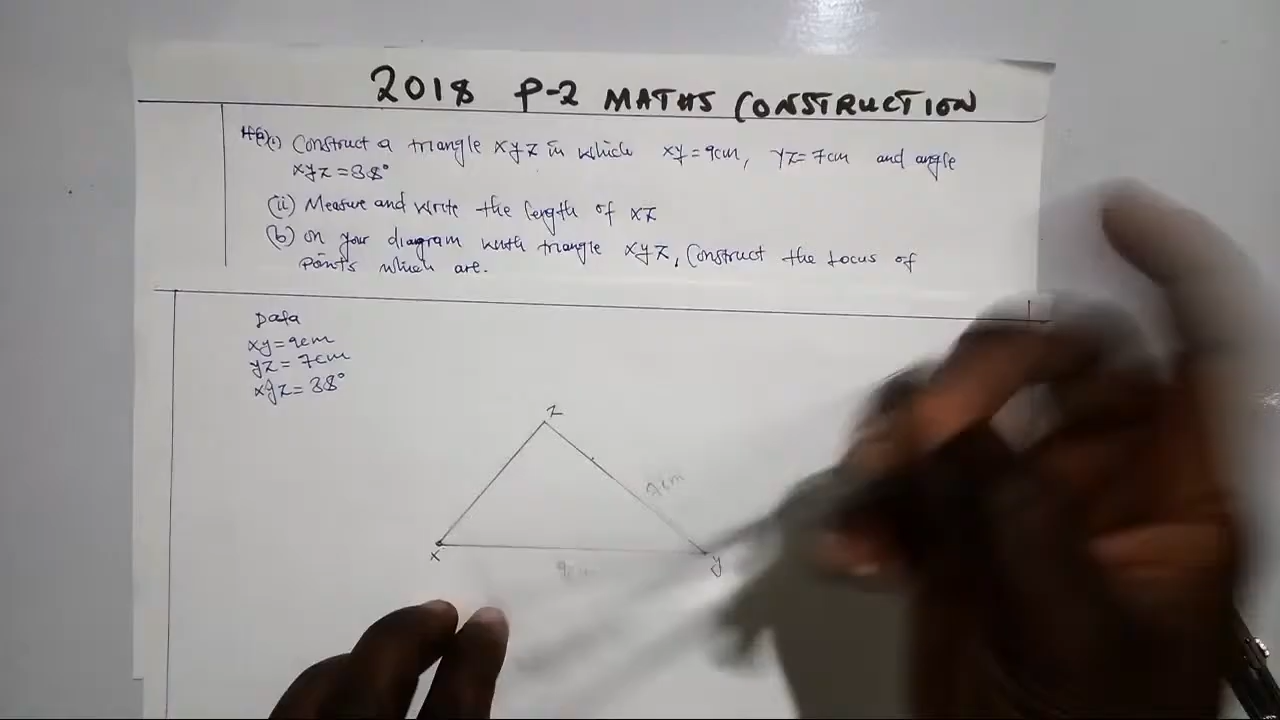 2018 P-2 MATHS CONSTRUCTION
(i) Construct a triangle XYZ in which XY = 9cm, YZ = 7cm and angle
XYZ = 38°
(ii) Measure and write the length of XZ
(b) on your diagram with triangle XYZ, Construct the locus of
points which are.
Data
XY = 9cm
YZ = 7cm
XYZ = 38°
Z
7cm
X
Y